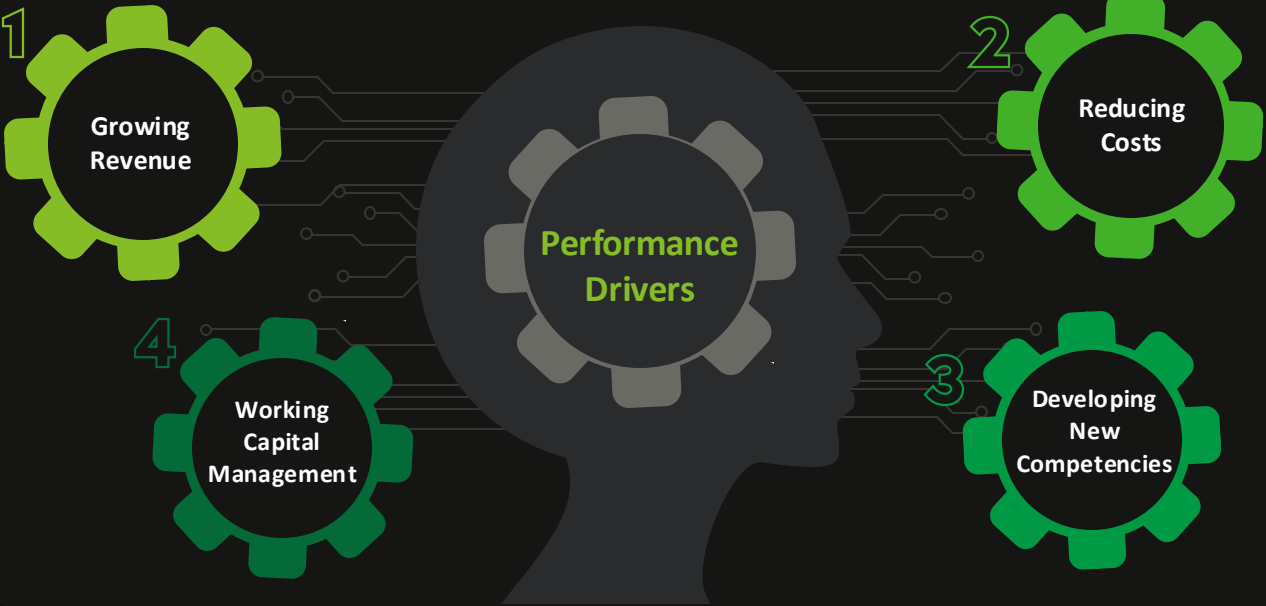 1
Growing
Revenue
2
Reducing
Costs
Performance
Drivers
3
Developing
New
Competencies
4
Working
Capital
Management